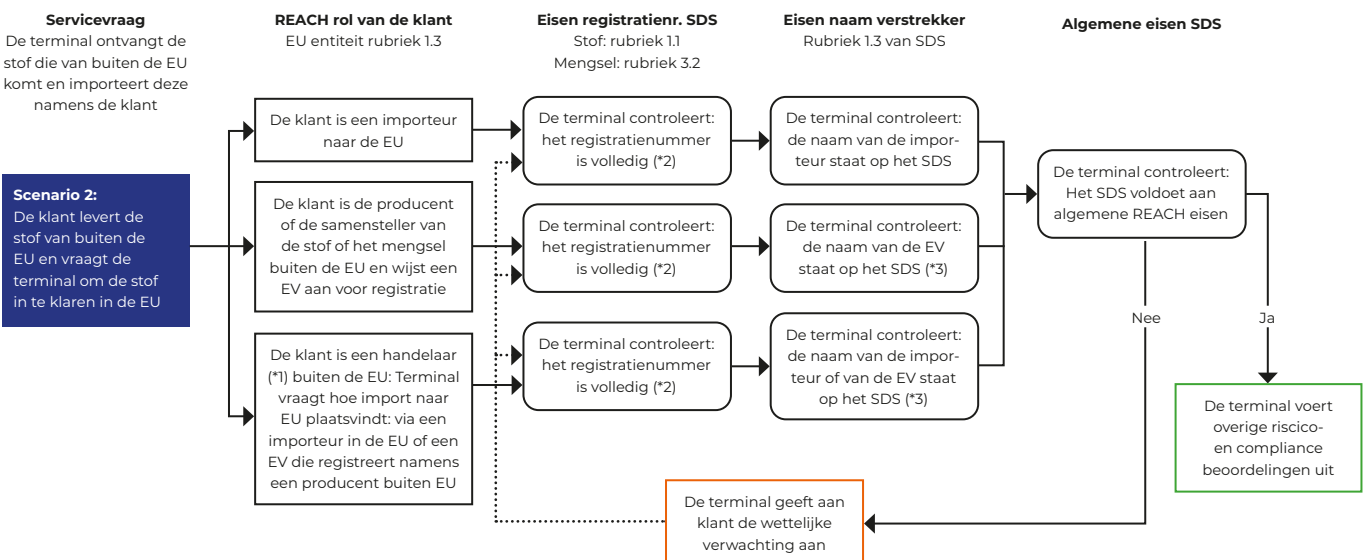 Servicevraag
De terminal ontvangt de
stof die van buiten de EU
komt en importeert deze
namens de klant
REACH rol van de klant
EU entiteit rubriek 1.3
Eisen registratienr. SDS
Stof: rubriek 1.1
Mengsel: rubriek 3.2
Eisen naam verstrekker
Rubriek 1.3 van SDS
Algemene eisen SDS
Scenario 2:
De klant levert de
stof van buiten de
EU en vraagt de
terminal om de stof
in te klaren in de EU
De klant is een importeur
naar de EU
De terminal controleert:
het registratienummer
is volledig (*2)
De terminal controleert:
de naam van de impor-
teur staat op het SDS
De klant is de producent
of de samensteller van
de stof of het mengsel
buiten de EU en wijst een
EV aan voor registratie
De terminal controleert:
het registratienummer
is volledig (*2)
De terminal controleert:
de naam van de EV
staat op het SDS (*3)
De klant is een handelaar
(*1) buiten de EU: Terminal
vraagt hoe import naar
EU plaatsvindt: via een
importeur in de EU of een
EV die registreert namens
een producent buiten EU
De terminal controleert:
het registratienummer
is volledig (*2)
De terminal controleert:
de naam van de impor-
teur of van de EV staat
op het SDS (*3)
De terminal controleert:
Het SDS voldoet aan
algemene REACH eisen
Nee
Ja
De terminal voert
overige risico-
en compliance
beoordelingen uit
De terminal geeft aan
klant de wettelijke
verwachting aan